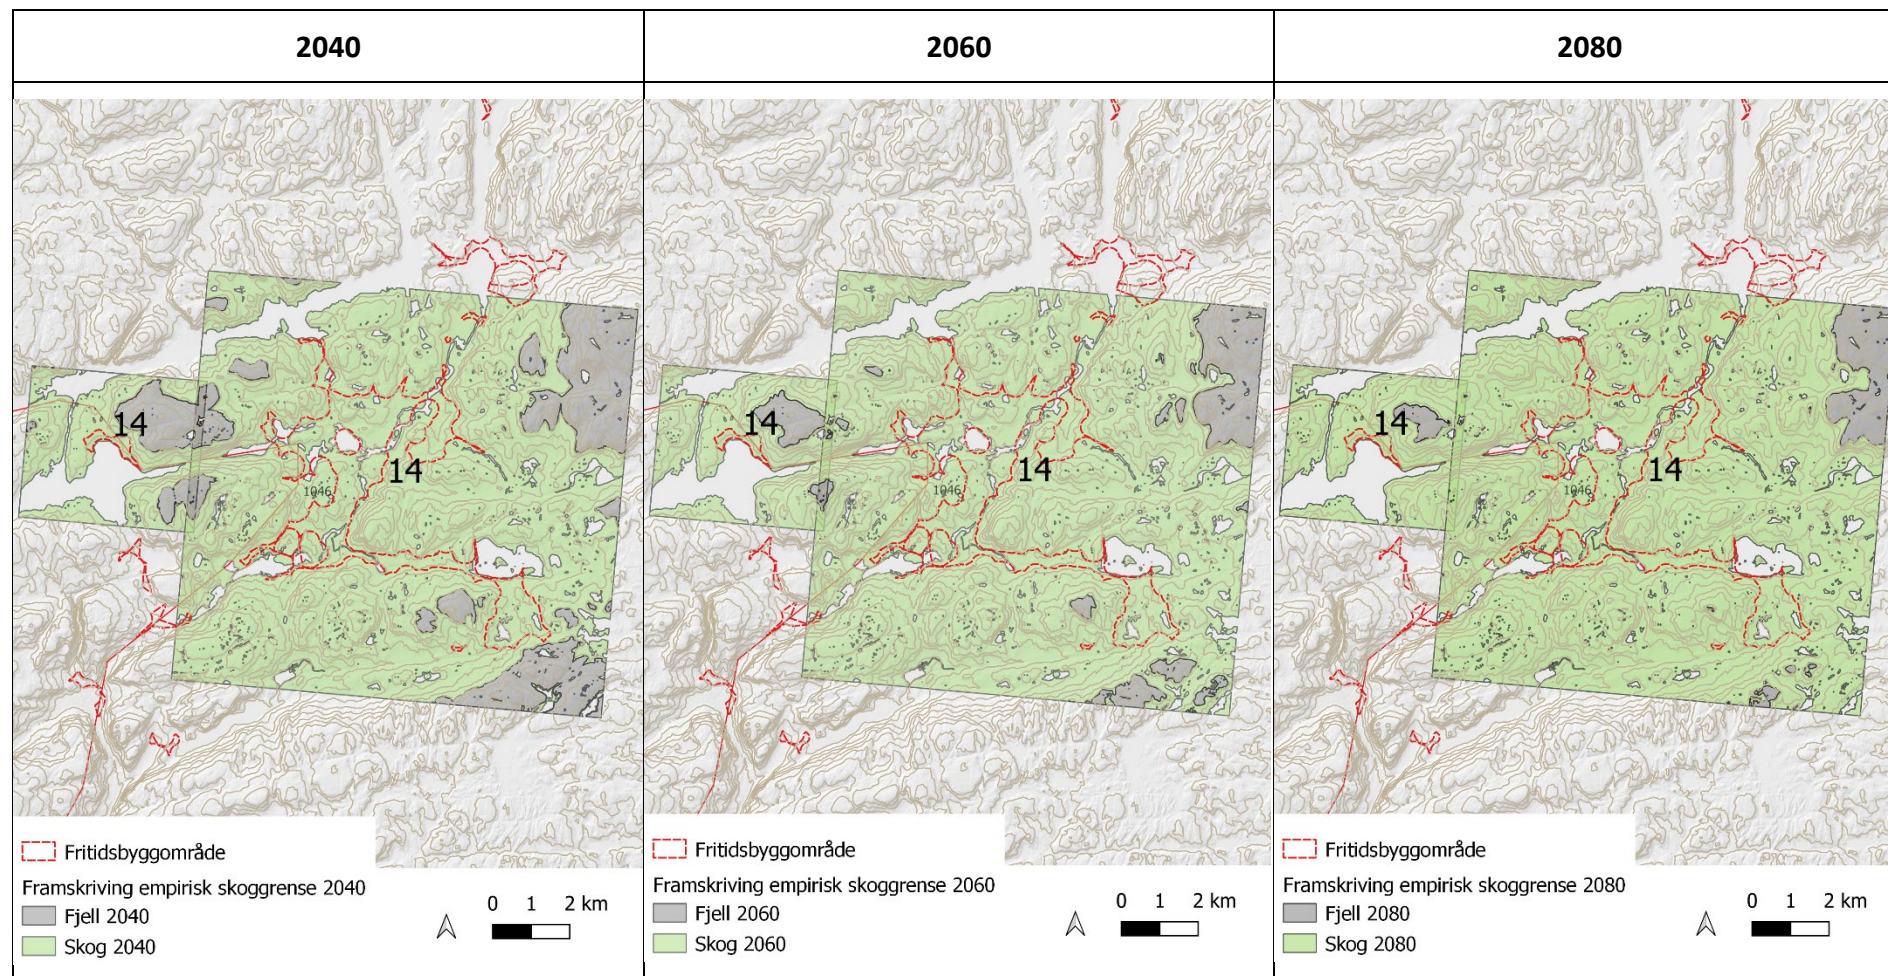 2040
2060
2080
14
14
1046
Fritidsbyggområde
Framskriving empirisk skoggrense 2040
Fjell 2040
Skog 2040
0 1 2 km
14
14
1046
Fritidsbyggområde
Framskriving empirisk skoggrense 2060
Fjell 2060
Skog 2060
0 1 2 km
14
14
1046
Fritidsbyggområde
Framskriving empirisk skoggrense 2080
Fjell 2080
Skog 2080
0 1 2 km